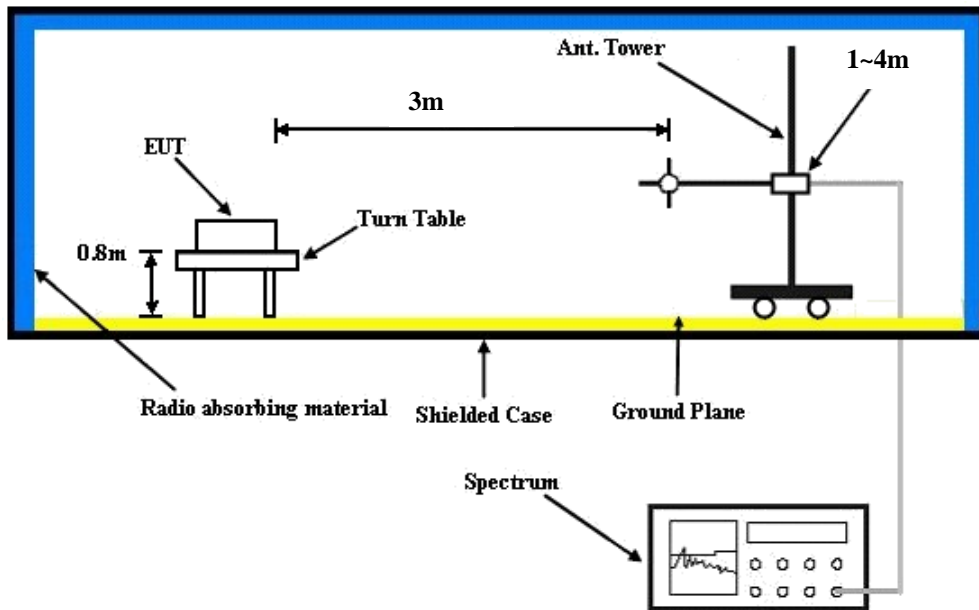 Ant. Tower
1~4m
3m
EUT
Turn Table
0.8m
Radio absorbing material
Shielded Case
Ground Plane
Spectrum